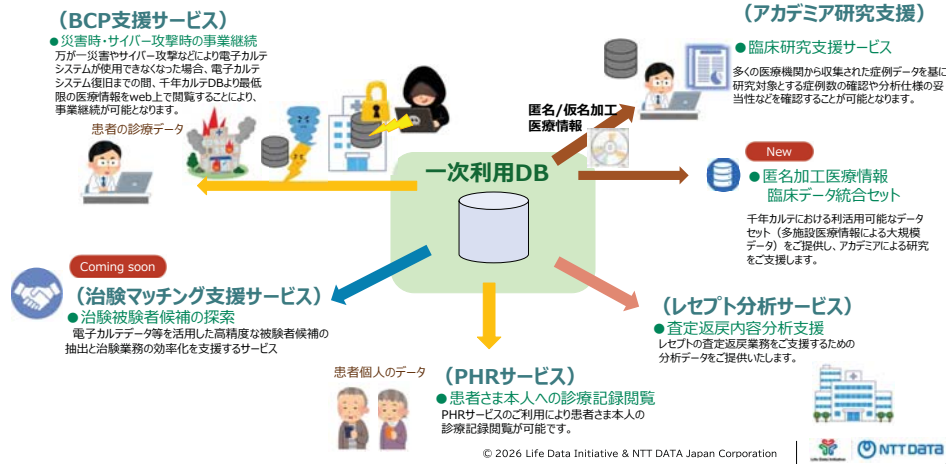 （BCP支援サービス）
●災害時・サイバー攻撃時の事業継続
万が一災害やサイバー攻撃などにより電子カルテ
システムが使用できなくなった場合、電子カルテ
システム復旧までの間、千年カルテDBより最低
限の医療情報をweb上で閲覧することにより、
事業継続が可能となります。
患者の診療データ
（アカデミア研究支援）
●臨床研究支援サービス
多くの医療機関から収集された症例データを基に
研究対象とする症例数の確認や分析仕様の妥
当性などを確認することが可能となります。
匿名/仮名加工
医療情報
New
●匿名加工医療情報
臨床データ統合セット
千年カルテにおける利活用可能なデータ
セット（多施設医療情報による大規模
データ）をご提供し、アカデミアによる研究
をご支援します。
一次利用DB
Coming soon
（治験マッチング支援サービス）
●治験被験者候補の探索
電子カルテデータ等を活用した高精度な被験者候補の
抽出と治験業務の効率化を支援するサービス
患者個人のデータ
（PHRサービス）
●患者さま本人への診療記録閲覧
PHRサービスのご利用により患者さま本人の
診療記録閲覧が可能です。
（レセプト分析サービス）
●査定返戻内容分析支援
レセプトの査定返戻業務をご支援するための
分析データをご提供いたします。
© 2026 Life Data Initiative & NTT DATA Japan Corporation
Life Data Initiative
NTT DATA